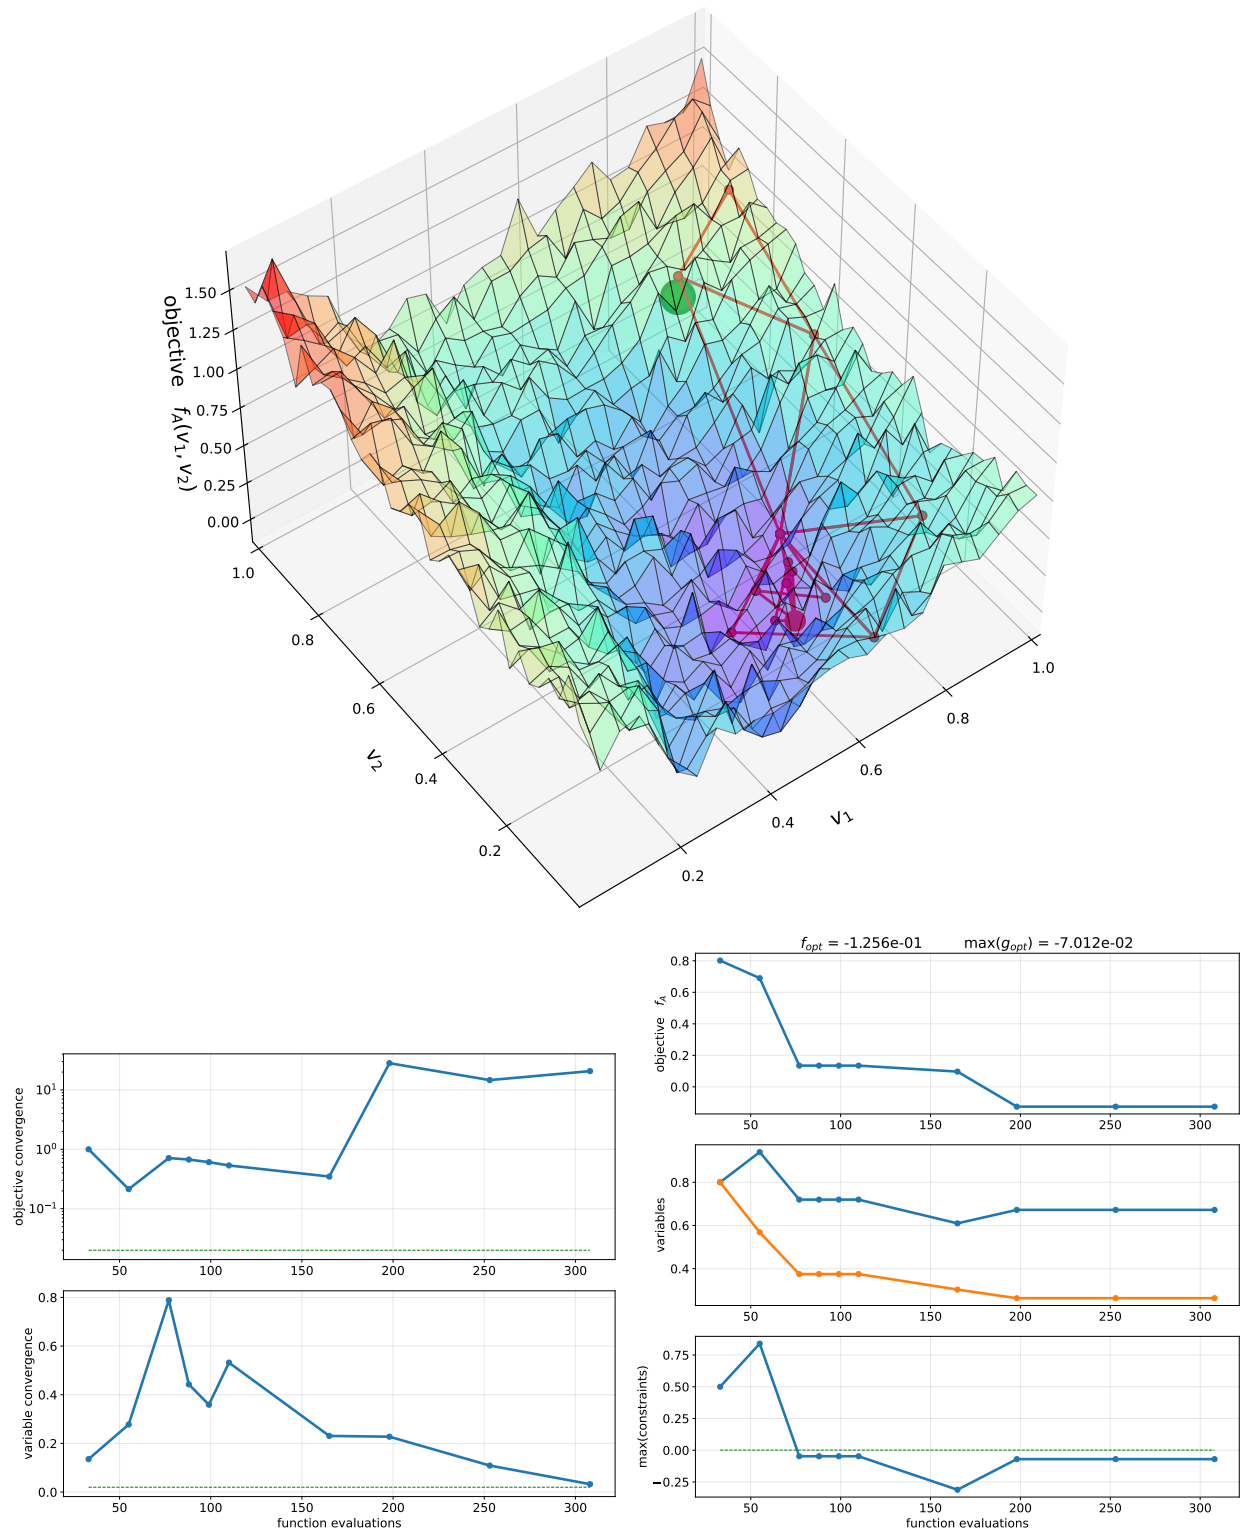 1.50
1.25
1.00
0.75
0.50
0.25
0.00
objective f_A(v_1, v_2)
1.0
0.8
0.6
0.4
0.2
v_2
0.2
0.4
0.6
0.8
1.0
v_1
f_opt = -1.256e-01 max(g_opt) = -7.012e-02
0.8
0.6
0.4
0.2
0.0
objective f_A
50 100 150 200 250 300
10^1
10^0
10^−1
objective convergence
50 100 150 200 250 300
0.8
0.6
0.4
variables
50 100 150 200 250 300
0.8
0.6
0.4
0.2
0.0
variable convergence
50 100 150 200 250 300
function evaluations
0.75
0.50
0.25
0.00
−0.25
max(constraints)
50 100 150 200 250 300
function evaluations